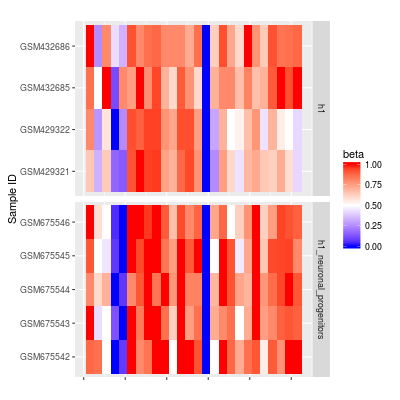 GSM432686
GSM432685
GSM429322
GSM429321
h1
GSM675546
GSM675545
GSM675544
GSM675543
GSM675542
h1_neuronal_progenitors
Sample ID
beta
1.00
0.75
0.50
0.25
0.00